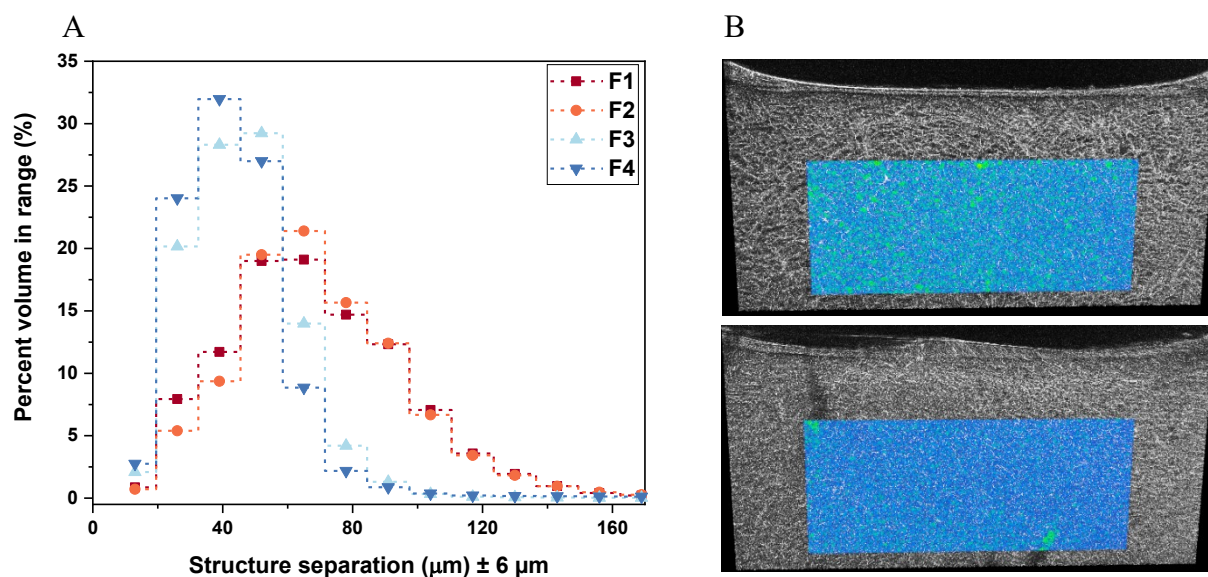 A
B
35
30
25
20
15
10
5
0
Percent volume in range (%)
F1
F2
F3
F4
0
40
80
120
160
Structure separation (μm) ± 6 μm